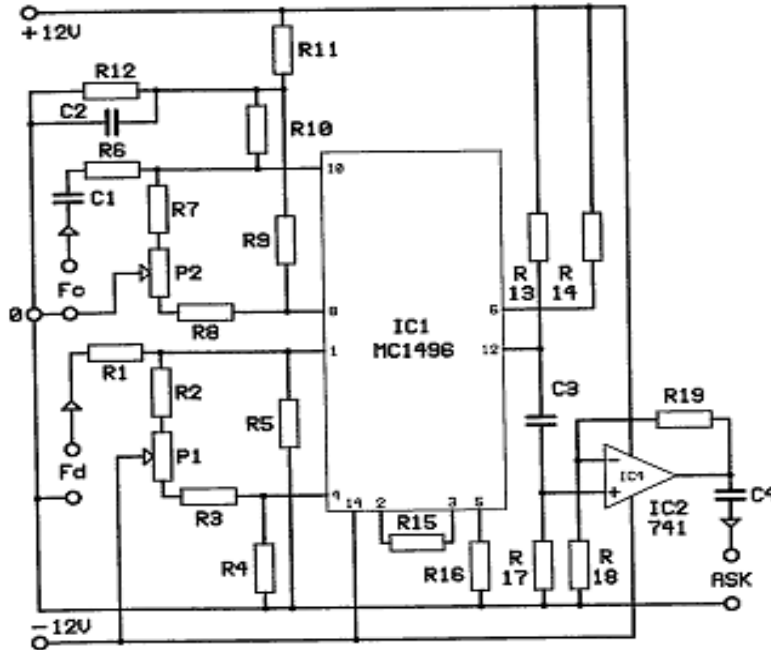 +12V
R11
R12
C2
R10
R6
10
C1
R7
R9
P2
Fc
R
13
R
14
0
8
6
R8
IC1
MC1496
12
R1
1
R2
C3
R19
R5
P1
Fd
IC1
IC2
741
C4
R3
4
14
2
3
5
R15
R4
R16
R
17
R
18
ASK
-12V